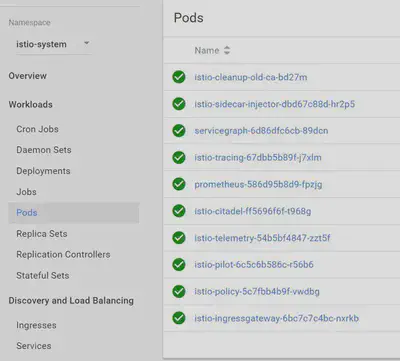 Namespace
istio-system
Overview
Workloads
Cron Jobs
Daemon Sets
Deployments
Jobs
Pods
Replica Sets
Replication Controllers
Stateful Sets
Discovery and Load Balancing
Ingresses
Services
Pods
Name
istio-cleanup-old-ca-bd27m
istio-sidecar-injector-dbd67c88d-hr2p5
servicegraph-6d86dfc6cb-89dcn
istio-tracing-67dbb5b89f-j7xlm
prometheus-586d95b8d9-fpzjg
istio-citadel-ff5696f6f-t968g
istio-telemetry-54b5bf4847-zzt5f
istio-pilot-6c5c6b586c-r56b6
istio-policy-5c7fbb4b9f-vwdbg
istio-ingressgateway-6bc7c7c4bc-nxrkb